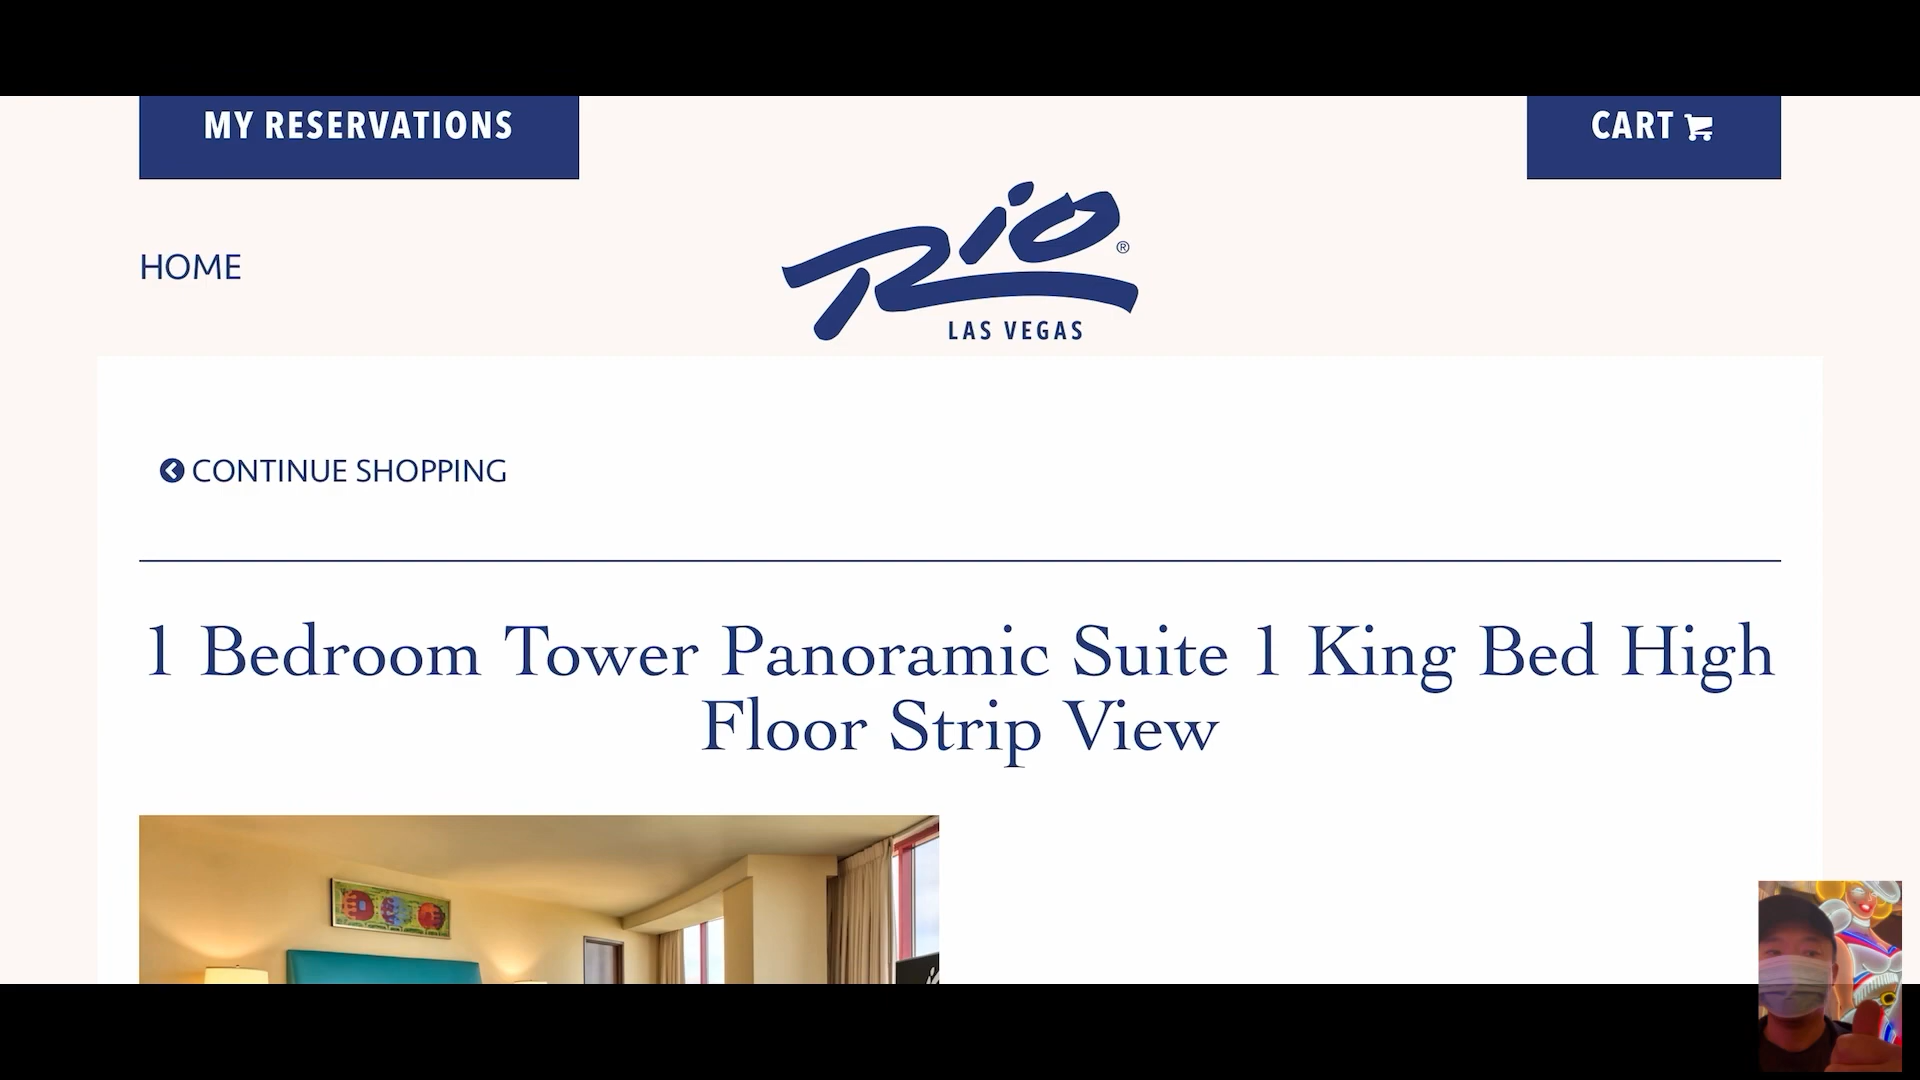 MY RESERVATIONS
CART
HOME
Rio®
LAS VEGAS
CONTINUE SHOPPING
1 Bedroom Tower Panoramic Suite 1 King Bed High
Floor Strip View